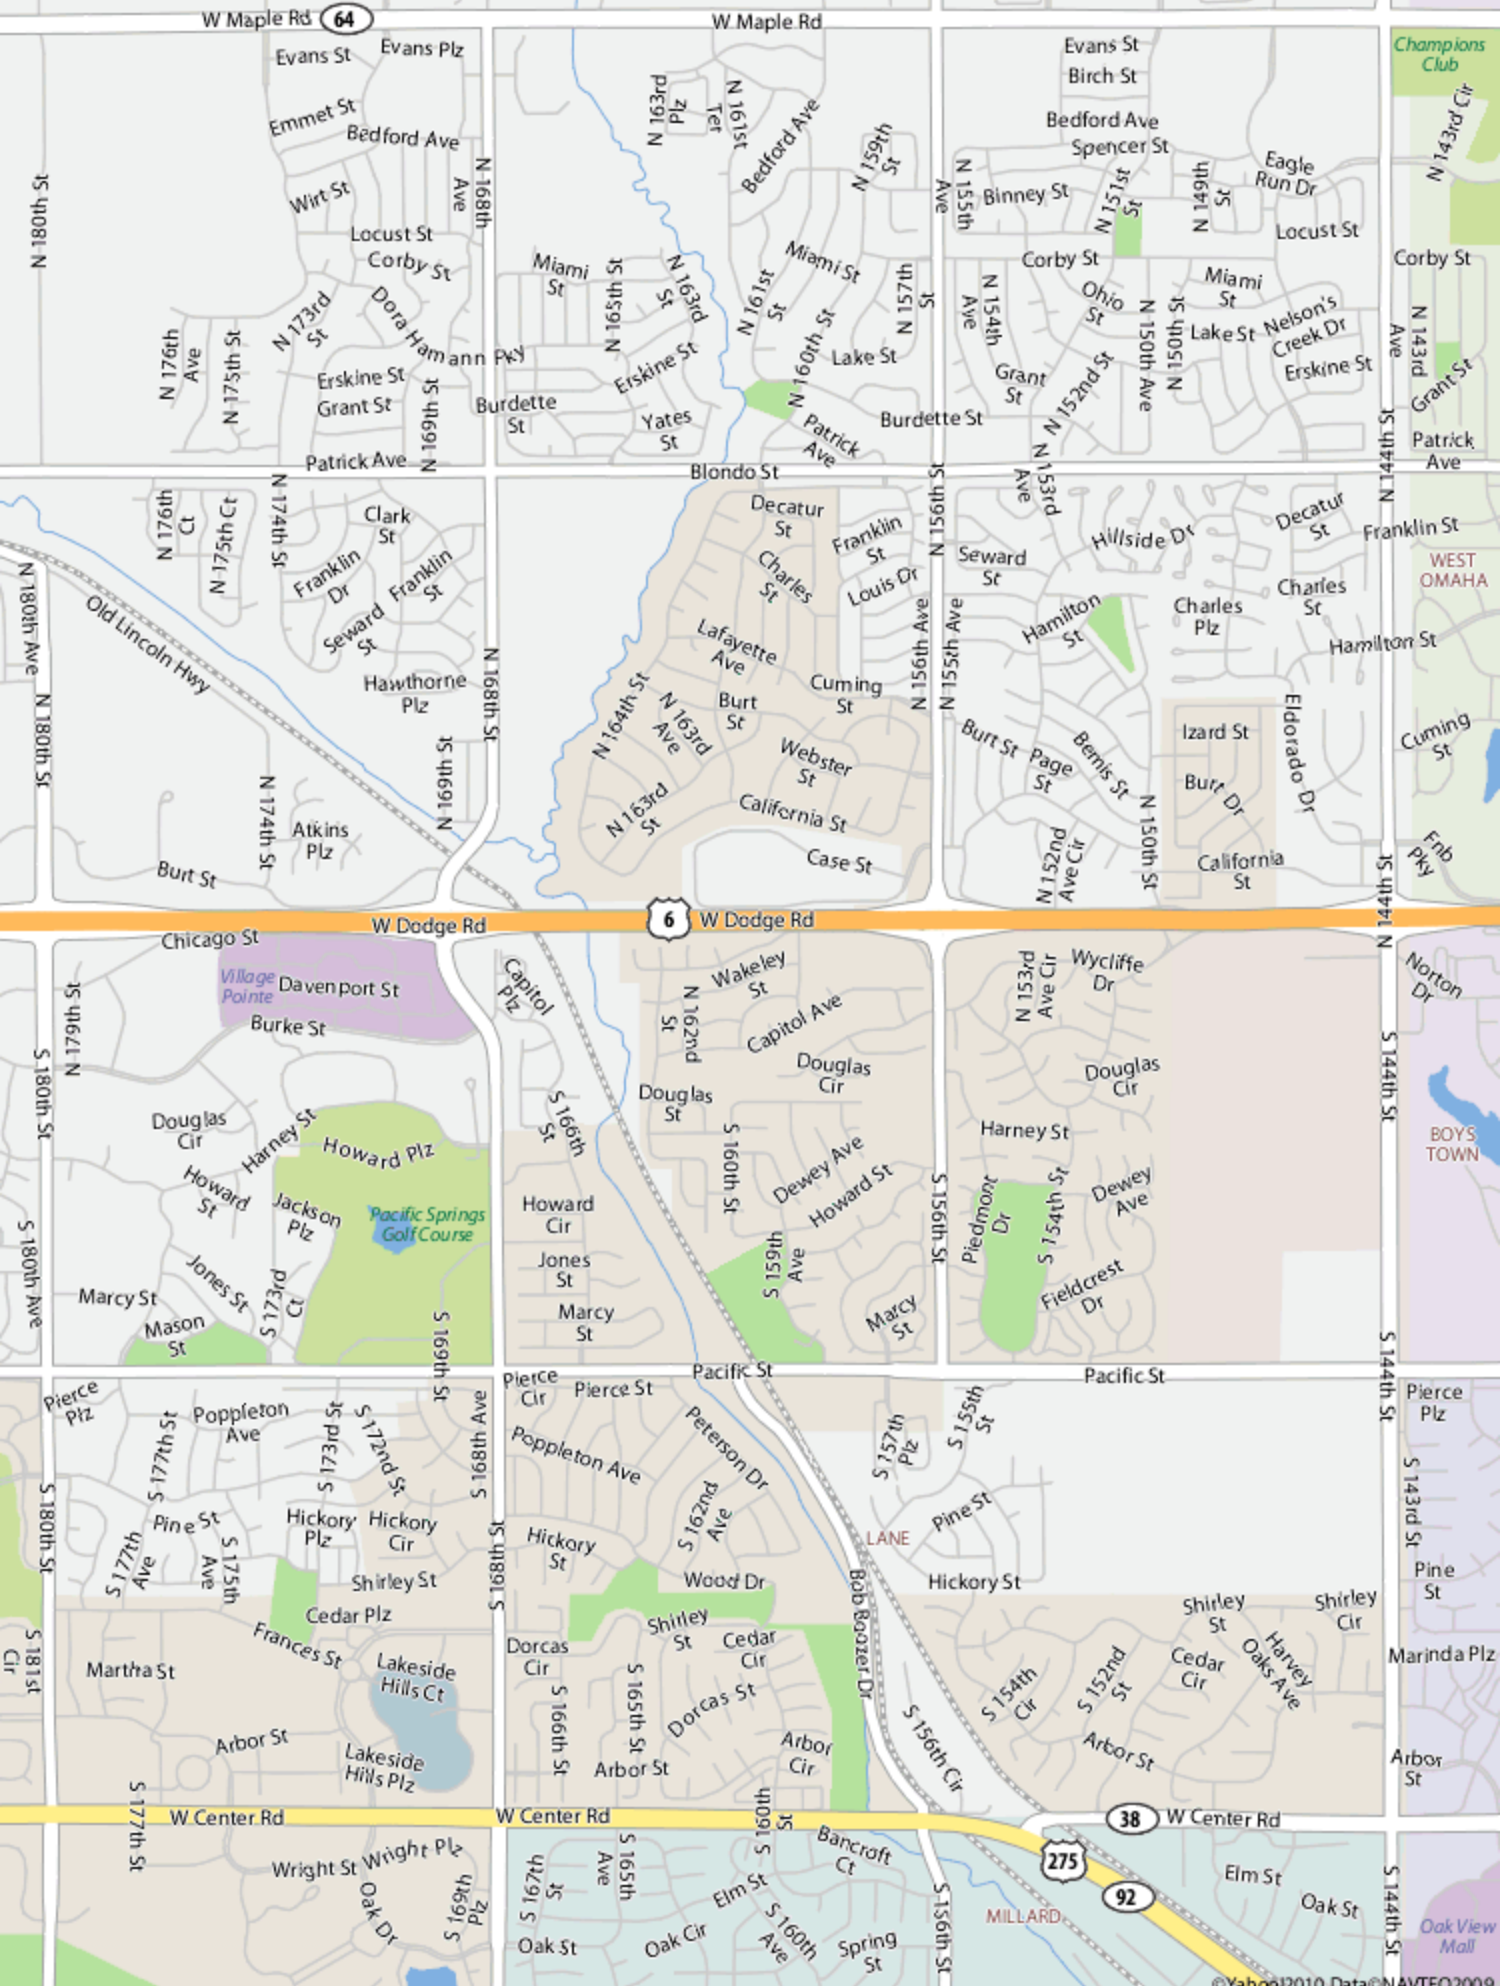 W Maple Rd 64
W Maple Rd
Evans St
Evans Plz
Evans St
Birch St
Champions
Club
Emmet St
Bedford Ave
N 163rd
Plz
N 161st
Ter
Bedford Ave
N 159th
St
Bedford Ave
Spencer St
Eagle
Run Dr
N 143rd Cir
N 180th St
Wirt St
N 168th
Ave
N 155th
Ave
Binney St
N 151st
St
N 149th
St
Locust St
Corby St
Locust St
Corby St
Corby St
Miami
St
N 165th St
N 163rd
St
Miami St
N 161st
St
N 157th
St
N 154th
Ave
Ohio
St
Miami
St
Lake St
Nelson's
Creek Dr
N 143rd
Ave
N 176th
Ave
N 175th St
N 173rd
St
Dora Hamann Pky
Erskine St
Grant St
N 169th St
Burdette
St
Erskine St
Yates
St
N 160th St
Lake St
Burdette St
Patrick
Ave
Grant
St
N 152nd St
N 150th Ave
N 150th St
Erskine St
Grant St
Patrick
Ave
N 144th St
Patrick Ave
Blondo St
N 176th
Ct
N 175th Ct
N 174th St
Clark
St
Franklin
Dr
Franklin
St
Seward
St
Hawthorne
Plz
N 168th St
Decatur
St
Franklin
St
Charles
St
Louis Dr
N 156th St
N 153rd
Ave
Seward
St
Hillside Dr
Decatur
St
Franklin St
WEST
OMAHA
N 180th Ave
Old Lincoln Hwy
Lafayette
Ave
Cuming
St
N 156th Ave
N 155th Ave
Hamilton
St
Charles
Plz
Charles
St
Hamilton St
N 180th St
N 164th St
N 163rd
Ave
Burt
St
Webster
St
Burt St
Page
St
Bemis St
Izard St
Burt Dr
Eldorado Dr
Cuming
St
N 174th St
Atkins
Plz
N 169th St
N 163rd
St
California St
Case St
N 152nd
Ave Cir
N 150th St
California
St
Fnb
Pky
Burt St
W Dodge Rd
6 W Dodge Rd
N 144th St
Chicago St
Village
Pointe
Davenport St
Burke St
Capitol
Plz
Wakeley
St
N 162nd
St
Capitol Ave
N 153rd
Ave Cir
Wycliffe
Dr
Norton
Dr
N 179th St
S 180th St
Douglas
Cir
Harney St
Howard Plz
S 166th
St
Douglas
St
Douglas
Cir
Douglas
Cir
S 144th St
BOYS
TOWN
Howard
St
Jackson
Plz
Pacific Springs
Golf Course
Howard
Cir
S 160th St
Dewey Ave
Howard St
S 156th St
Harney St
Piedmont
Dr
S 154th St
Dewey
Ave
S 180th Ave
Jones St
S 173rd
Ct
Marcy St
Mason
St
S 169th St
Jones
St
Marcy
St
S 159th
Ave
Marcy
St
Fieldcrest
Dr
S 144th St
Pacific St
Pacific St
Pierce
Plz
Poppleton
Ave
S 177th St
S 173rd St
S 172nd St
S 168th Ave
Pierce
Cir
Pierce St
Poppleton Ave
Peterson Dr
S 157th
Plz
S 155th
St
Pierce
Plz
S 180th St
Pine St
S 177th
Ave
S 175th
Ave
Hickory
Plz
Hickory
Cir
Shirley St
S 168th St
Hickory
St
S 162nd
Ave
Wood Dr
LANE
Pine St
Hickory St
S 143rd St
Pine
St
Bob Boozer Dr
Cedar Plz
Frances St
Shirley
St
Cedar
Cir
Shirley
St
Shirley
Cir
S 181st
Cir
Martha St
Lakeside
Hills Ct
Dorcas
Cir
S 166th St
S 165th St
Dorcas St
S 154th
Cir
S 152nd
St
Cedar
Cir
Harvey
Oaks Ave
Marinda Plz
Arbor St
Lakeside
Hills Plz
Arbor St
Arbor
Cir
S 156th Cir
Arbor St
Arbor
St
S 177th St
W Center Rd
W Center Rd
S 160th
St
38 W Center Rd
Wright St
Wright Plz
Oak Dr
S 169th
Plz
S 167th
St
S 165th
Ave
Bancroft
Ct
275
92
Elm St
Oak St
S 144th St
Oak St
Oak Cir
Elm St
S 160th
Ave
Spring
St
S 156th St
MILLARD
Oak View
Mall
©Yahoo!2010 Data©NAVTEQ2009